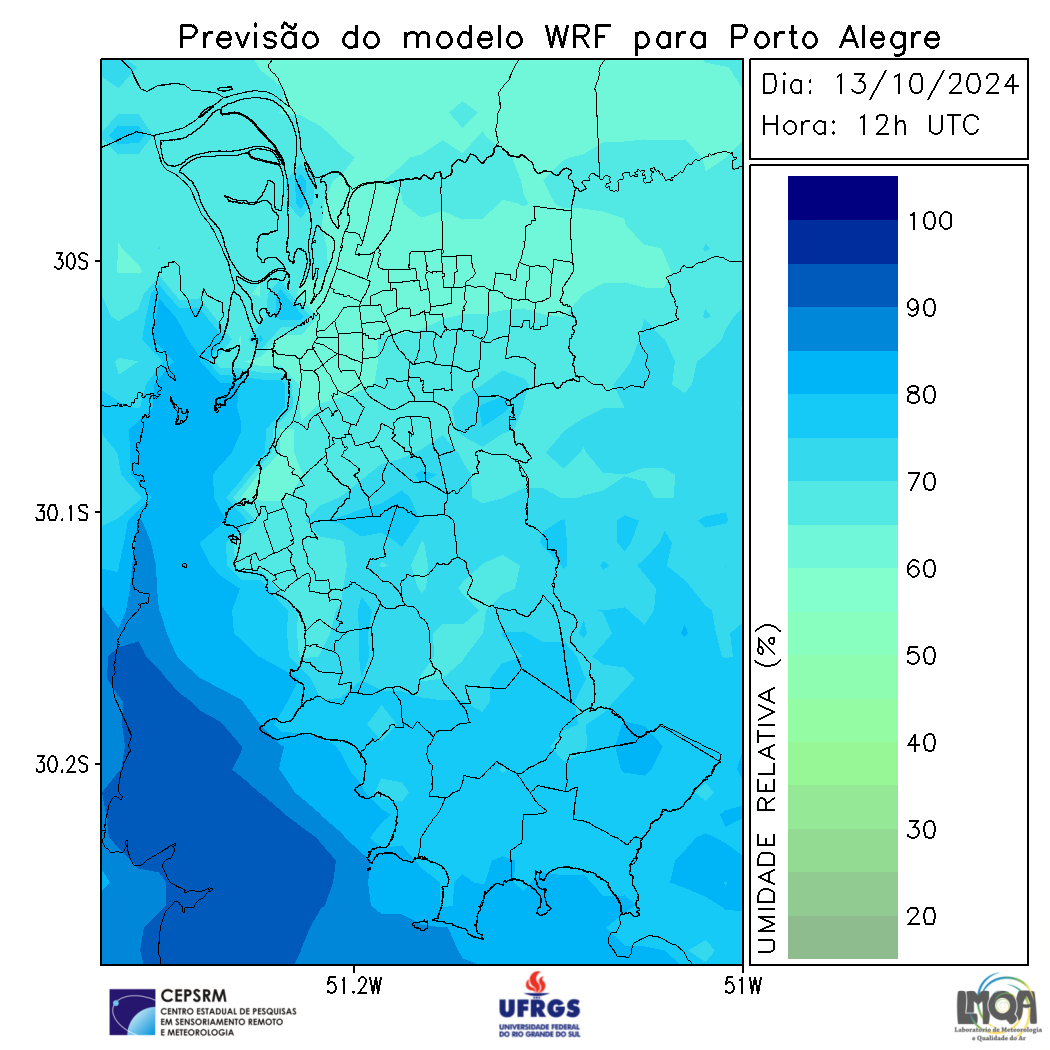 Previsão do modelo WRF para Porto Alegre
Dia: 13/10/2024
Hora: 12h UTC
30S
30.1S
30.2S
51.2W
51W
100
90
80
70
60
50
40
30
20
UMIDADE RELATIVA (%)
CEPSRM
CENTRO ESTADUAL DE PESQUISAS
EM SENSORIAMENTO REMOTO
E METEOROLOGIA
UFRGS
UNIVERSIDADE FEDERAL
DO RIO GRANDE DO SUL
LMQA
Laboratório de Meteorologia
e Qualidade do Ar